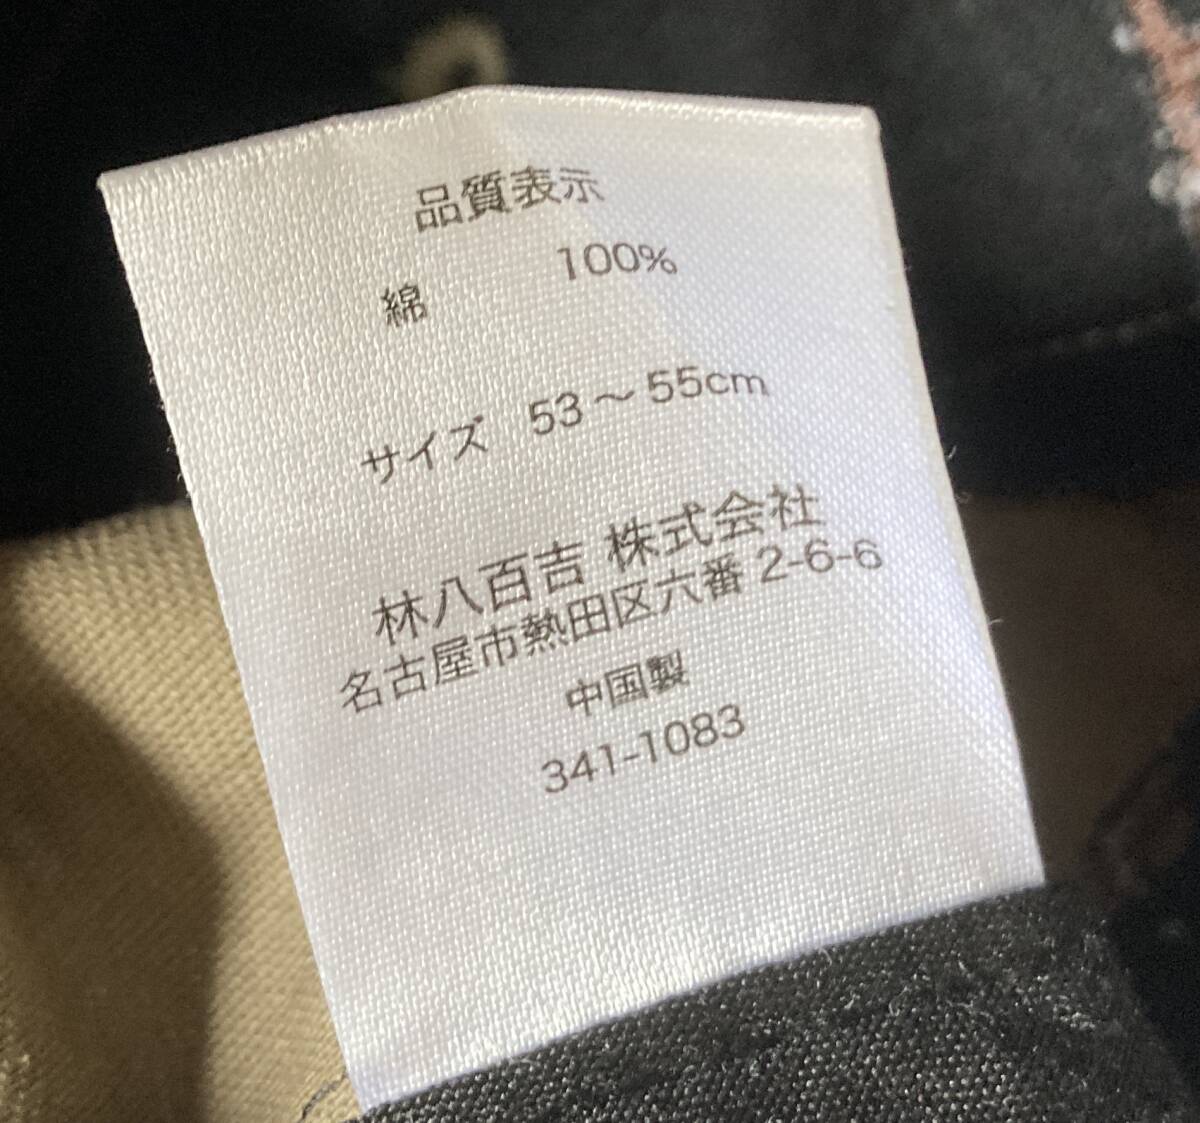 品質表示
綿 100%
サイズ 53～55cm
林八百吉 株式会社
名古屋市熱田区六番2-6-6
中国製
341-1083